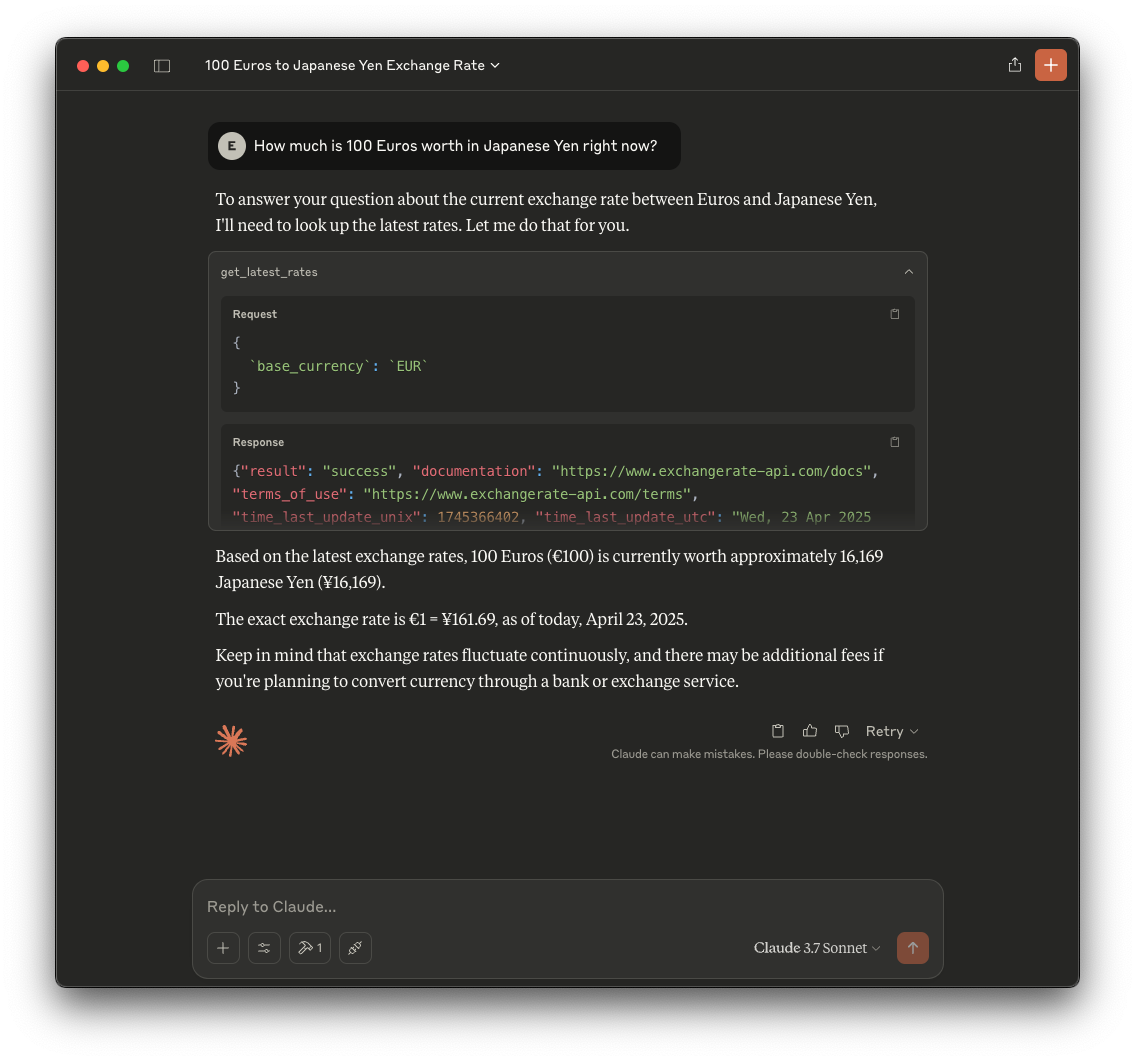 100 Euros to Japanese Yen Exchange Rate
E
How much is 100 Euros worth in Japanese Yen right now?
To answer your question about the current exchange rate between Euros and Japanese Yen,
I'll need to look up the latest rates. Let me do that for you.
get_latest_rates
Request
{
`base_currency`: `EUR`
}
Response
{"result": "success", "documentation": "https://www.exchangerate-api.com/docs",
"terms_of_use": "https://www.exchangerate-api.com/terms",
"time_last_update_unix": 1745366402, "time_last_update_utc": "Wed, 23 Apr 2025
Based on the latest exchange rates, 100 Euros (€100) is currently worth approximately 16,169
Japanese Yen (¥16,169).
The exact exchange rate is €1 = ¥161.69, as of today, April 23, 2025.
Keep in mind that exchange rates fluctuate continuously, and there may be additional fees if
you're planning to convert currency through a bank or exchange service.
Retry
Claude can make mistakes. Please double-check responses.
Reply to Claude...
1
Claude 3.7 Sonnet